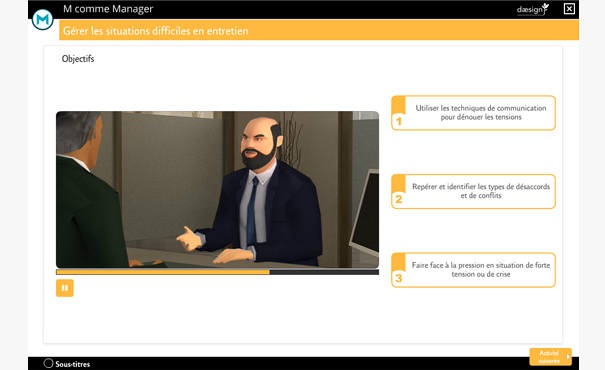 M comme Manager
dæsign
M
Gérer les situations difficiles en entretien
Objectifs
1
Utiliser les techniques de communication
pour dénouer les tensions
2
Repérer et identifier les types de désaccords
et de conflits
3
Faire face à la pression en situation de forte
tension ou de crise
Activité
suivante
Sous-titres